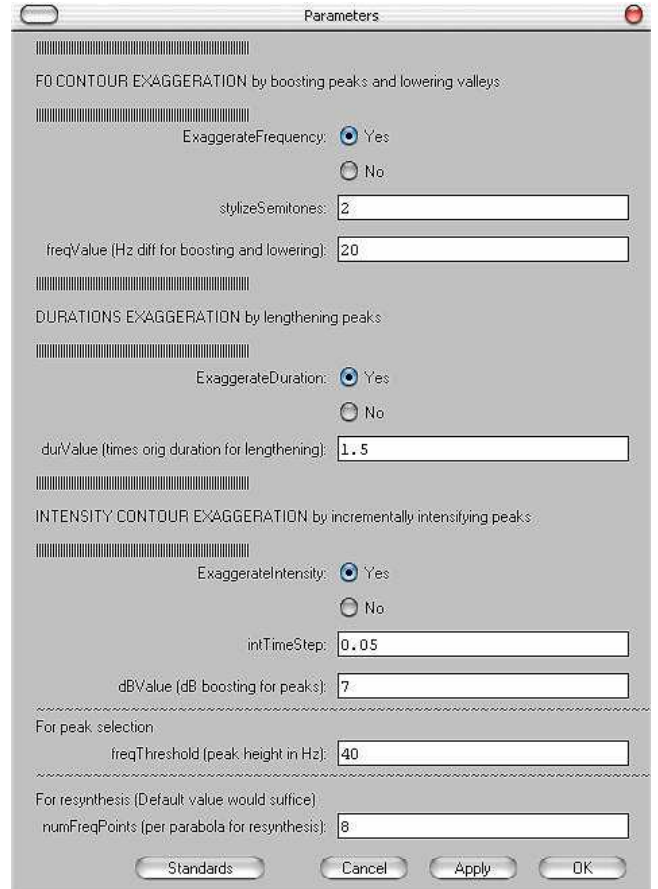 Parameters
F0 CONTOUR EXAGGERATION by boosting peaks and lowering valleys
ExaggerateFrequency: Yes
No
stylizeSemitones: 2
freqValue (Hz diff for boosting and lowering): 20
DURATIONS EXAGGERATION by lengthening peaks
ExaggerateDuration: Yes
No
durValue (times orig duration for lengthening): 1.5
INTENSITY CONTOUR EXAGGERATION by incrementally intensifying peaks
ExaggerateIntensity: Yes
No
intTimeStep: 0.05
dBValue (dB boosting for peaks): 7
For peak selection
freqThreshold (peak height in Hz): 40
For resynthesis (Default value would suffice)
numFreqPoints (per parabola for resynthesis): 8
Standards Cancel Apply OK